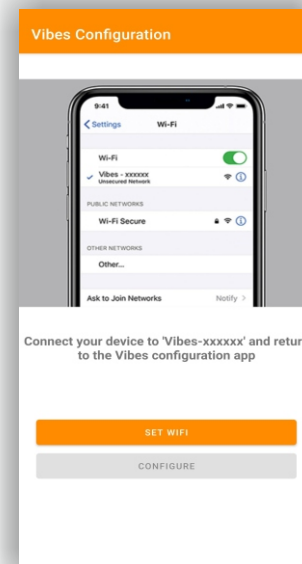 Vibes Configuration
9:41
Settings Wi-Fi
Wi-Fi
Vibes - xxxxxx
Unsecured Network
PUBLIC NETWORKS
Wi-Fi Secure
OTHER NETWORKS
Other...
Ask to Join Networks Notify
Connect your device to 'Vibes-xxxxxx' and retur
to the Vibes configuration app
SET WIFI
CONFIGURE